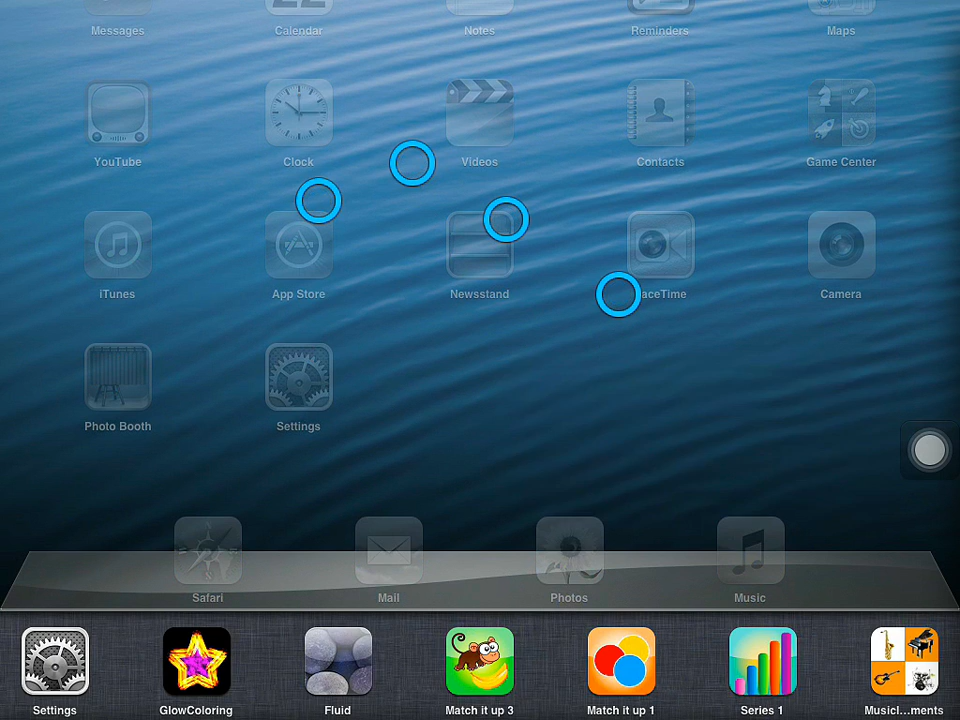 Messages Calendar Notes Reminders Maps
YouTube Clock Videos Contacts Game Center
iTunes App Store Newsstand aceTime Camera
Photo Booth Settings
Safari Mail Photos Music
Settings GlowColoring Fluid Match it up 3 Match it up 1 Series 1 Musicl...ments